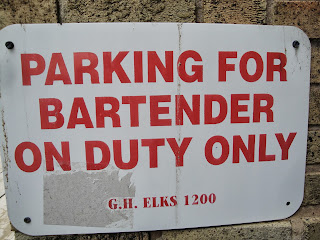 PARKING FOR
BARTENDER
ON DUTY ONLY
G.H. ELKS 1200